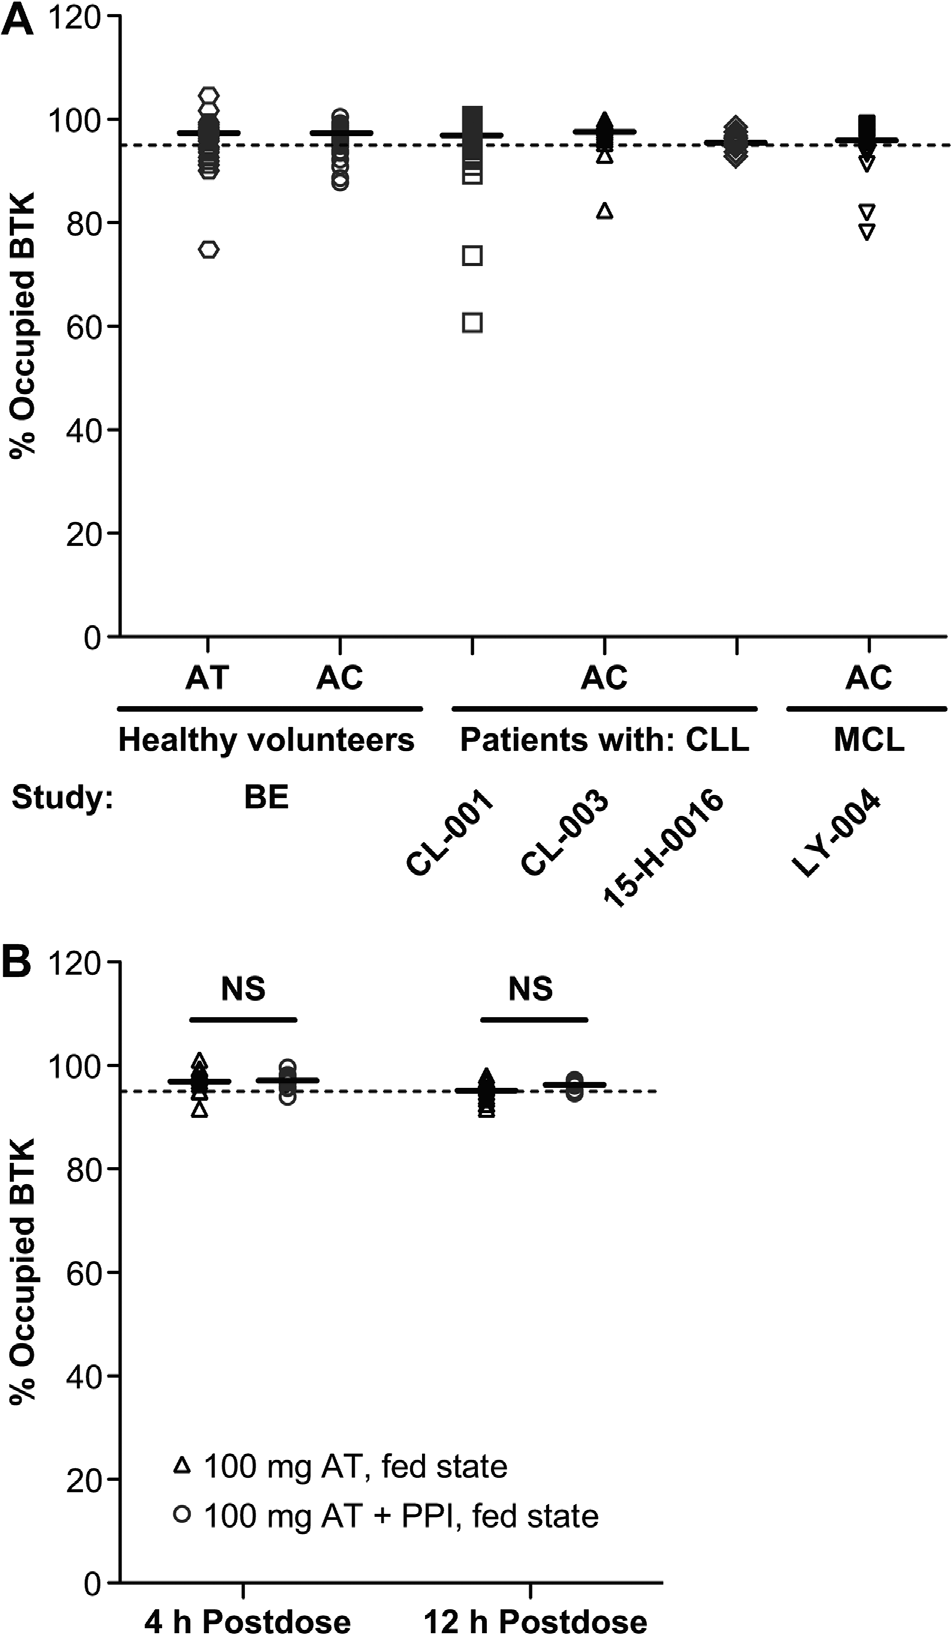 A
120
100
80
60
40
20
0
% Occupied BTK
AT AC AC AC
Healthy volunteers Patients with: CLL MCL
Study: BE CL-001 CL-003 15-H-0016 LY-004
B
120
100
80
60
40
20
0
% Occupied BTK
NS NS
100 mg AT, fed state
100 mg AT + PPI, fed state
4 h Postdose 12 h Postdose